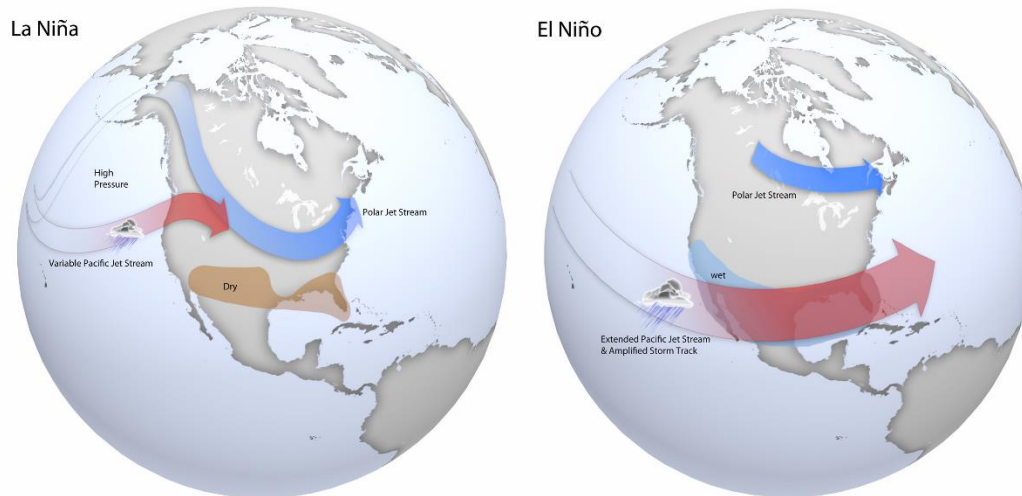 La Niña
High
Pressure
Polar Jet Stream
Variable Pacific Jet Stream
Dry
El Niño
Polar Jet Stream
wet
Extended Pacific Jet Stream
& Amplified Storm Track